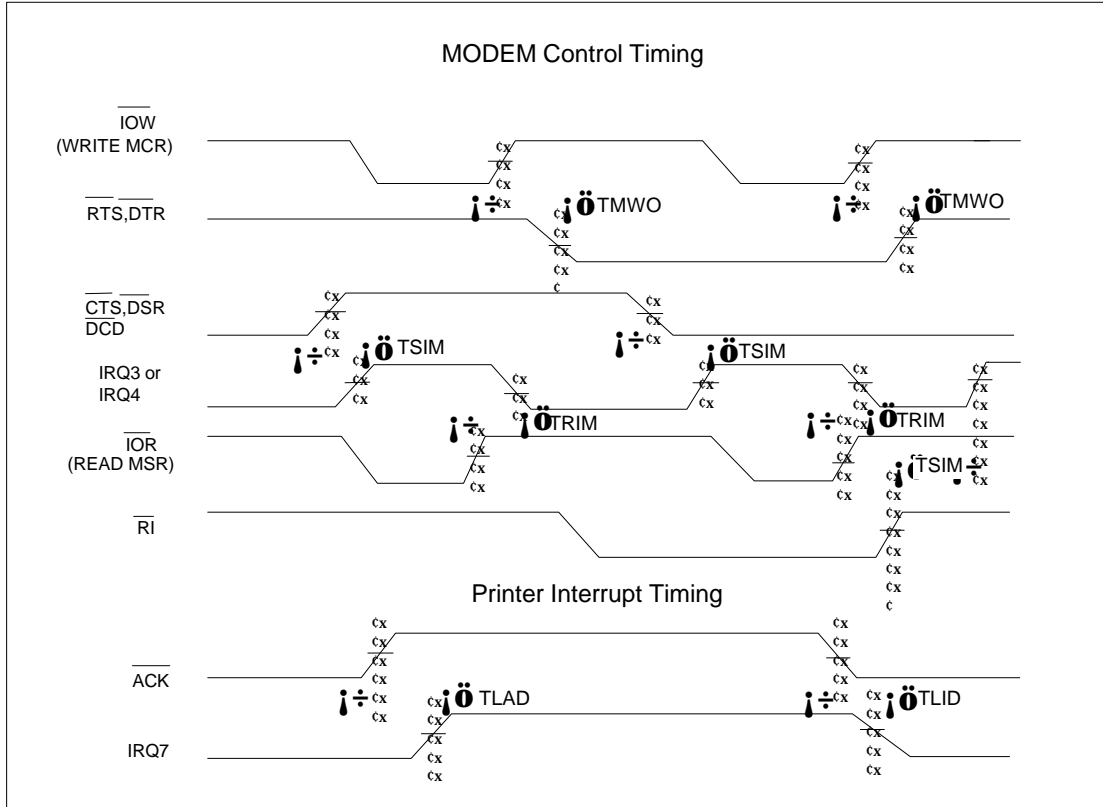 MODEM Control Timing
IOW
(WRITE MCR)
RTS,DTR
TMWO
TMWO
CTS,DSR
DCD
TSIM
TSIM
IRQ3 or
IRQ4
TRIM
TRIM
IOR
(READ MSR)
TSIM
RI
Printer Interrupt Timing
ACK
TLAD
TLID
IRQ7